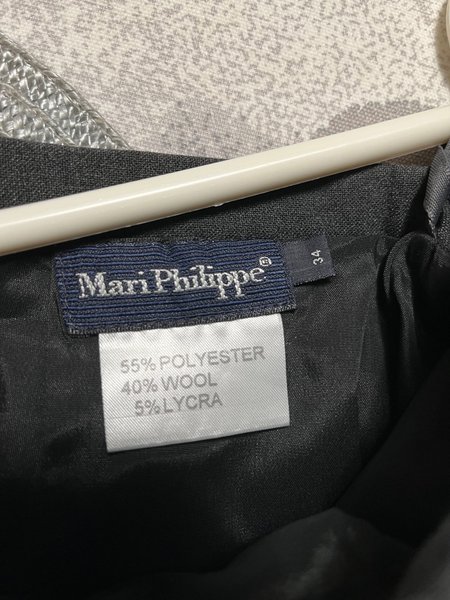 Mari Philippe®
34
55% POLYESTER
40% WOOL
5% LYCRA